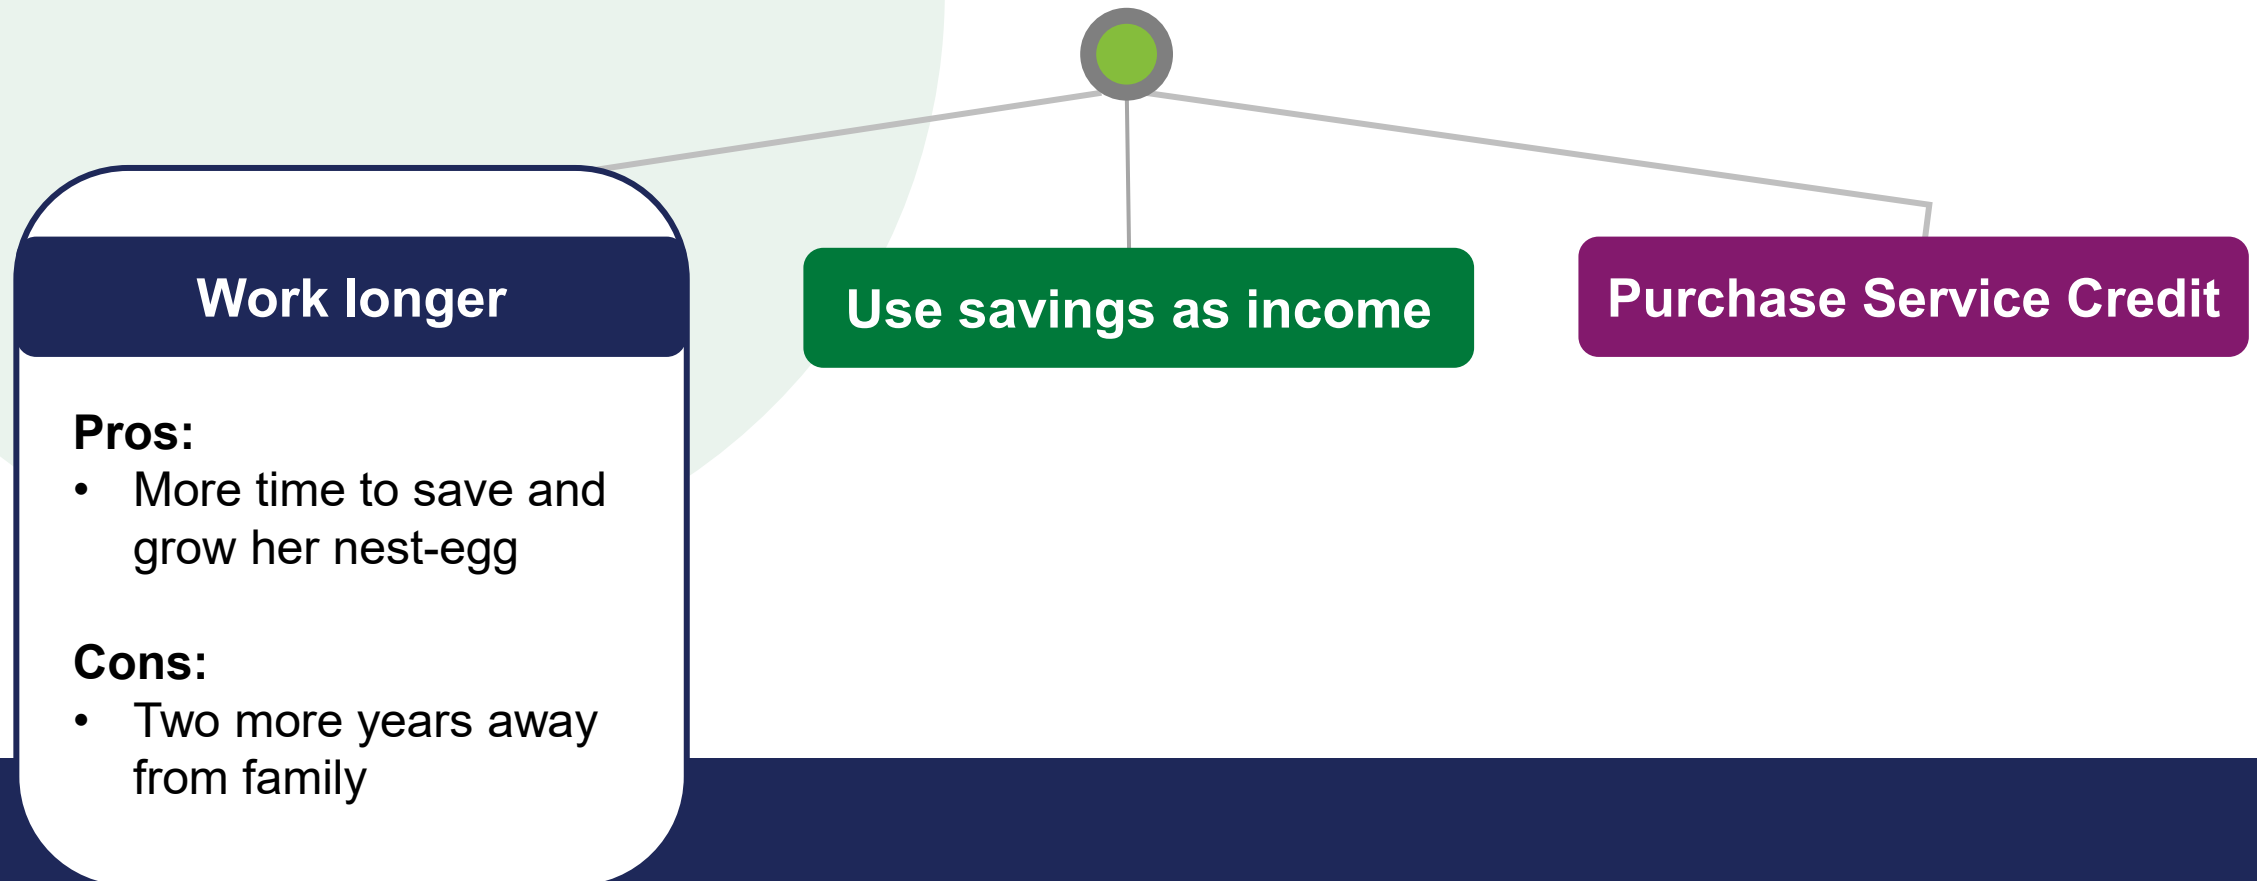 Work longer
Use savings as income
Purchase Service Credit
Pros:
• More time to save and
grow her nest-egg
Cons:
• Two more years away
from family